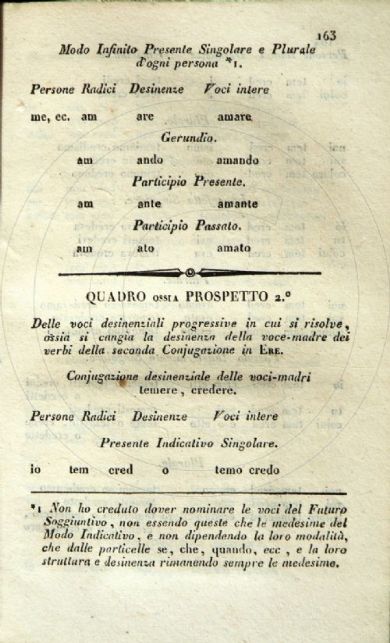 163
Modo Infinito Presente Singolare e Plurale
d'ogni persona *1.
Persone Radici Desinenze Voci intere
me, ec. am are amare
Gerundio.
am ando amando
Participio Presente.
am ante amante
Participio Passato.
am ato amato
QUADRO OSSIA PROSPETTO 2.º
Delle voci desinenziali progressive in cui si risolve,
ossia si cangia la desinenza della voce-madre dei
verbi della seconda Conjugazione in ERE.
Conjugazione desinenziale delle voci-madri
temere, credere.
Persone Radici Desinenze Voci intere
Presente Indicativo Singolare.
io tem cred o temo credo
*1 Non ho creduto dover nominare le voci del Futuro
Soggiuntivo, non essendo queste che le medesime del
Modo Indicativo, e non dipendendo la loro modalità,
che dalle particelle se, che, quando, ecc, e la loro
struttura e desinenza rimanendo sempre le medesime.